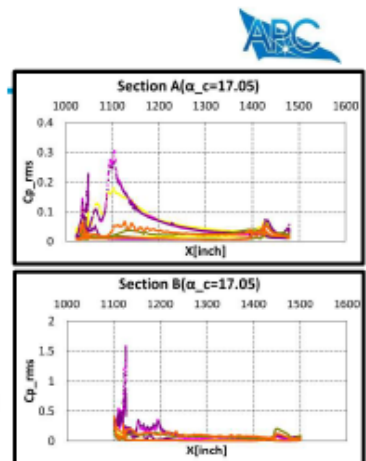 ARC
Section A(α_c=17.05)
1000 1100 1200 1300 1400 1500 1600
0.4
0.3
0.2
0.1
0
Cp_rms
X[inch]
Section B(α_c=17.05)
1000 1100 1200 1300 1400 1500 1600
2
1.5
1
0.5
0
Cp_rms
X[inch]